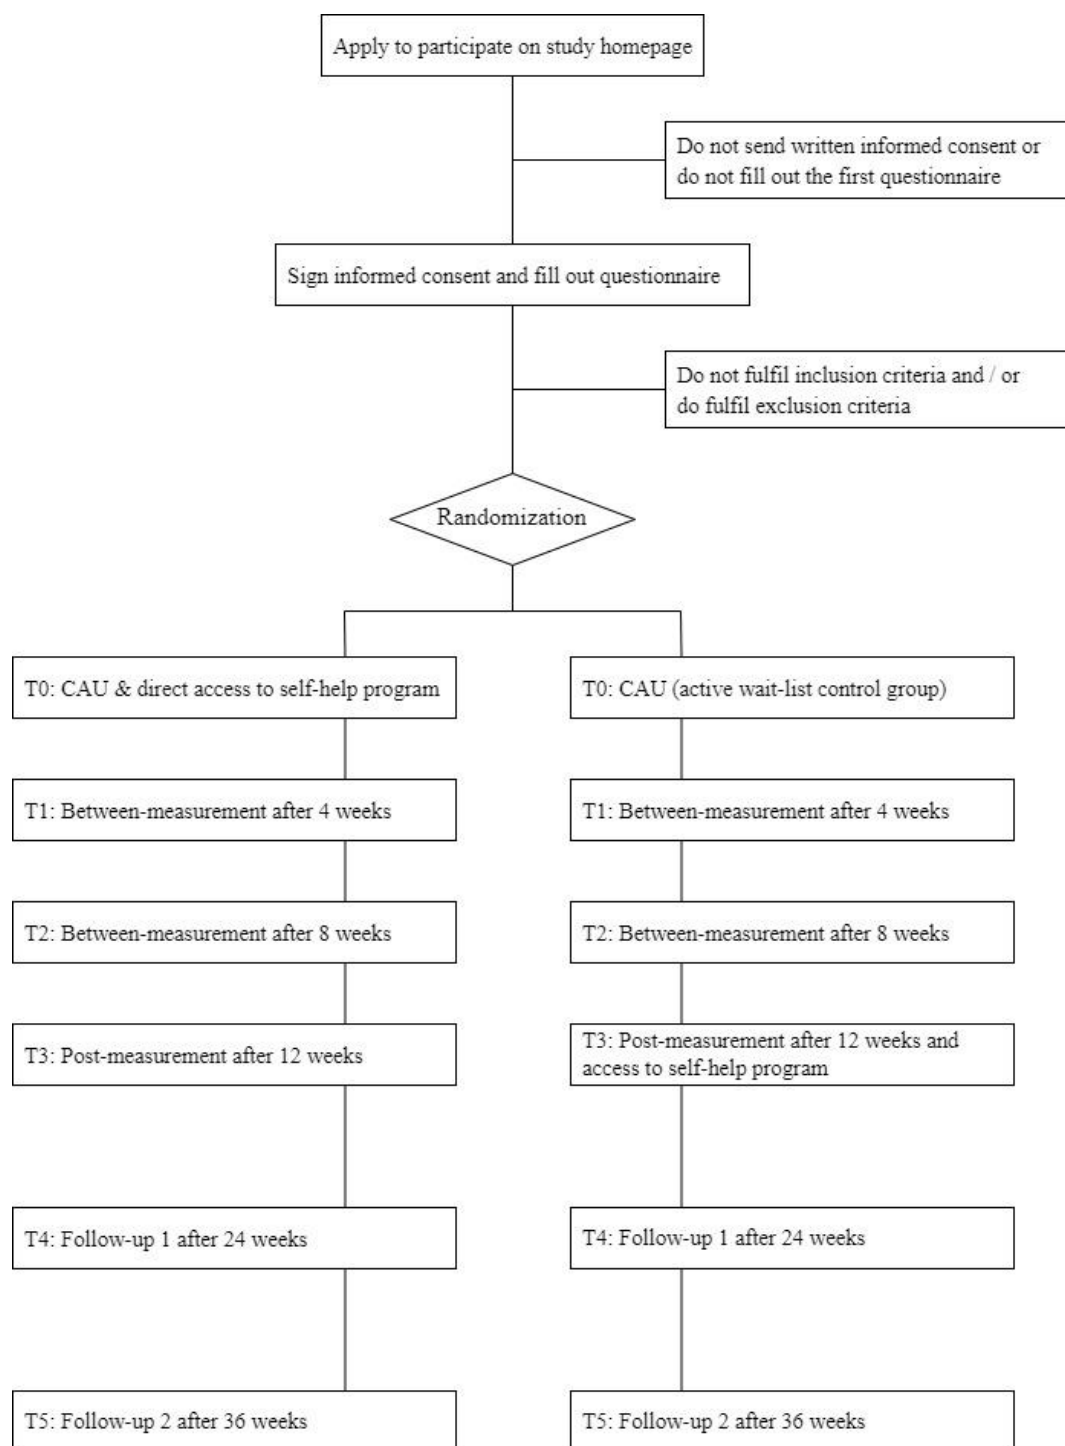 Apply to participate on study homepage
Do not send written informed consent or
do not fill out the first questionnaire
Sign informed consent and fill out questionnaire
Do not fulfil inclusion criteria and / or
do fulfil exclusion criteria
Randomization
T0: CAU & direct access to self-help program
T0: CAU (active wait-list control group)
T1: Between-measurement after 4 weeks
T1: Between-measurement after 4 weeks
T2: Between-measurement after 8 weeks
T2: Between-measurement after 8 weeks
T3: Post-measurement after 12 weeks
T3: Post-measurement after 12 weeks and
access to self-help program
T4: Follow-up 1 after 24 weeks
T4: Follow-up 1 after 24 weeks
T5: Follow-up 2 after 36 weeks
T5: Follow-up 2 after 36 weeks